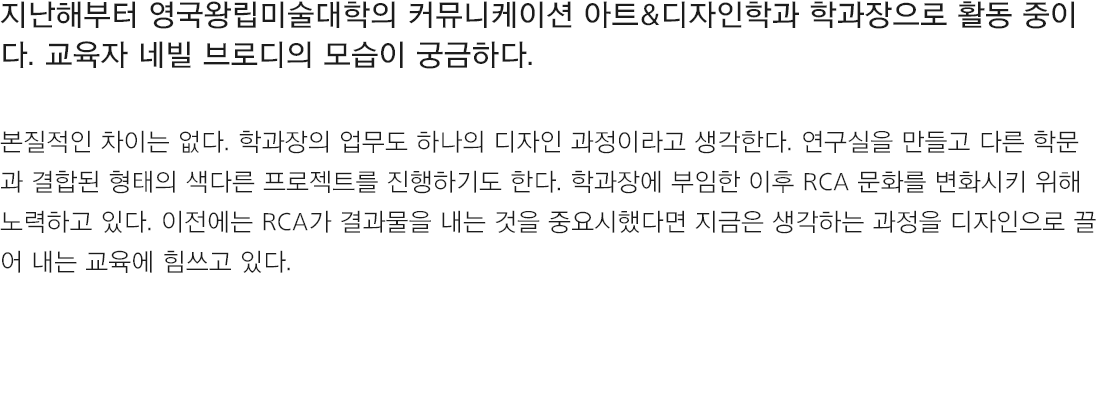 지난해부터 영국왕립미술대학의 커뮤니케이션 아트&디자인학과 학과장으로 활동 중이
다. 교육자 네빌 브로디의 모습이 궁금하다.
본질적인 차이는 없다. 학과장의 업무도 하나의 디자인 과정이라고 생각한다. 연구실을 만들고 다른 학문
과 결합된 형태의 색다른 프로젝트를 진행하기도 한다. 학과장에 부임한 이후 RCA 문화를 변화시키 위해
노력하고 있다. 이전에는 RCA가 결과물을 내는 것을 중요시했다면 지금은 생각하는 과정을 디자인으로 끌
어 내는 교육에 힘쓰고 있다.